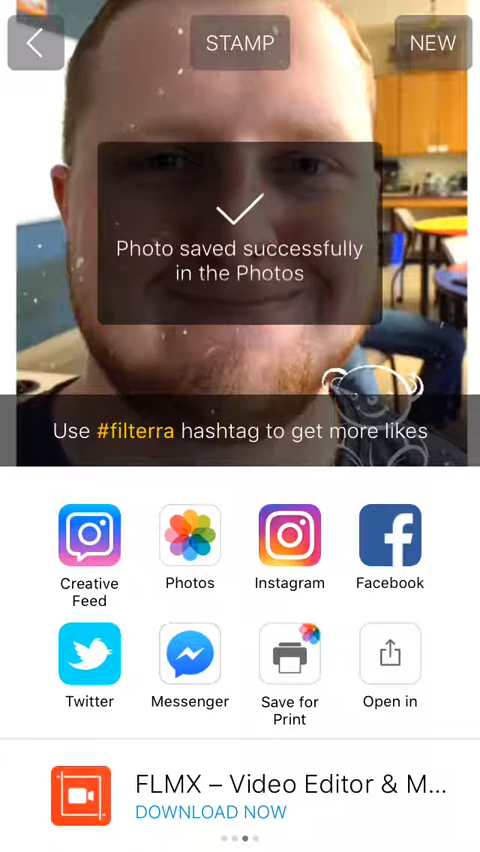 STAMP
NEW
Photo saved successfully
in the Photos
Use #filterra hashtag to get more likes
Creative
Feed
Photos
Instagram
Facebook
Twitter
Messenger
Save for
Print
Open in
FLMX – Video Editor & M...
DOWNLOAD NOW